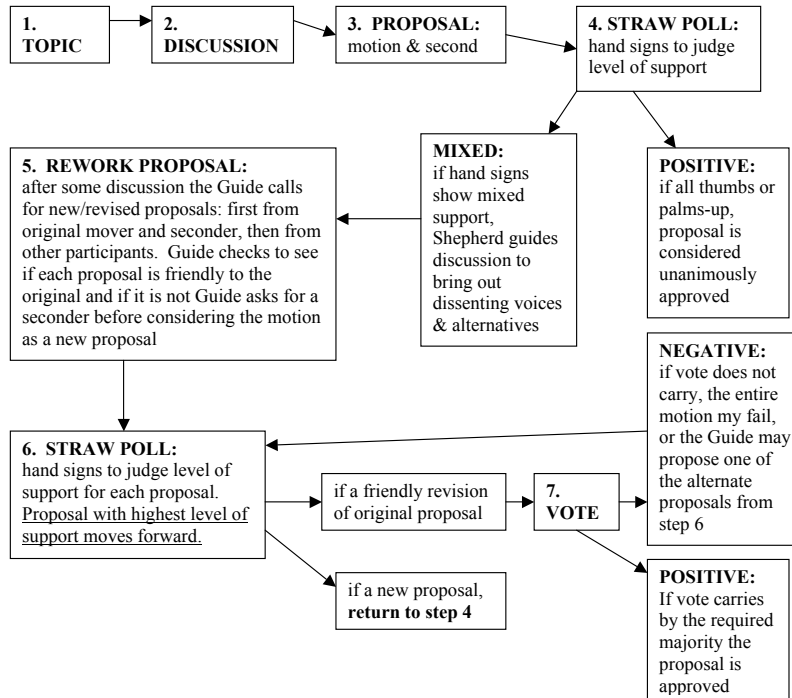 1.
TOPIC
2.
DISCUSSION
3. PROPOSAL:
motion & second
4. STRAW POLL:
hand signs to judge
level of support
5. REWORK PROPOSAL:
after some discussion the Guide calls
for new/revised proposals: first from
original mover and seconder, then from
other participants. Guide checks to see
if each proposal is friendly to the
original and if it is not Guide asks for a
seconder before considering the motion
as a new proposal
MIXED:
if hand signs
show mixed
support,
Shepherd guides
discussion to
bring out
dissenting voices
& alternatives
POSITIVE:
if all thumbs or
palms-up,
proposal is
considered
unanimously
approved
6. STRAW POLL:
hand signs to judge level of
support for each proposal.
Proposal with highest level of
support moves forward.
if a friendly revision
of original proposal
if a new proposal,
return to step 4
7.
VOTE
NEGATIVE:
if vote does not
carry, the entire
motion my fail,
or the Guide may
propose one of
the alternate
proposals from
step 6
POSITIVE:
If vote carries
by the required
majority the
proposal is
approved